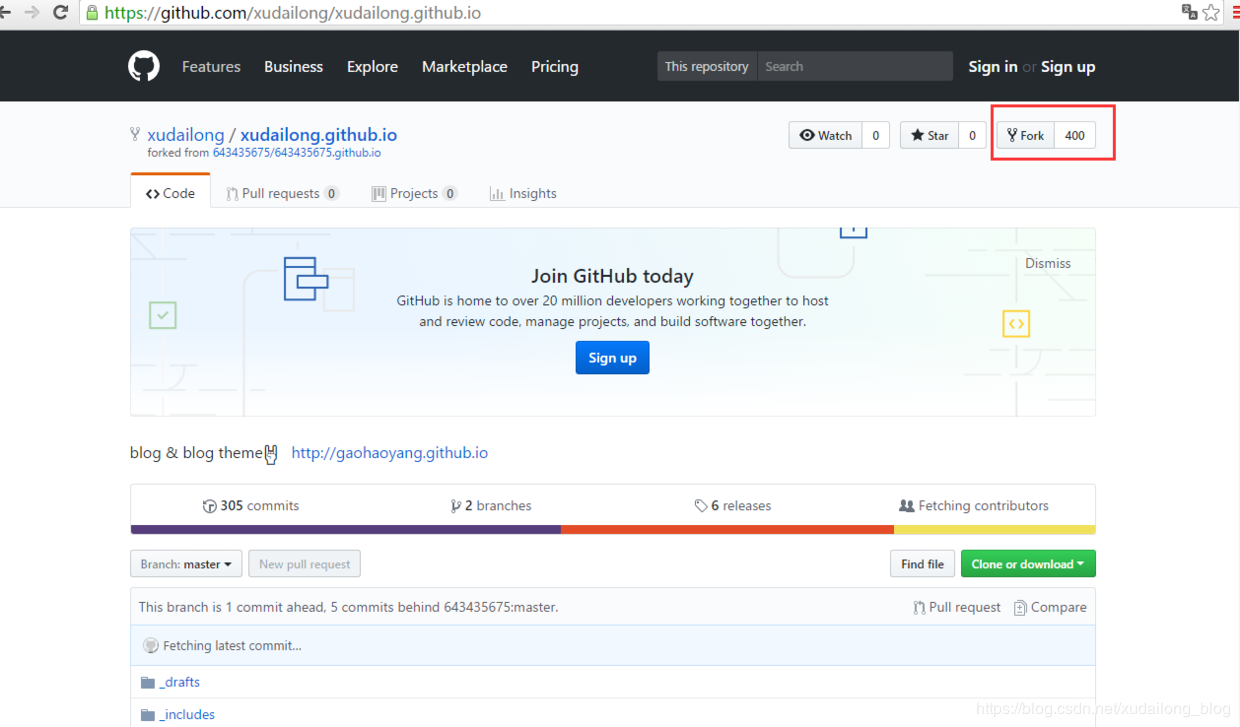 https://github.com/xudailong/xudailong.github.io
Features Business Explore Marketplace Pricing This repository Search Sign in or Sign up
xudailong / xudailong.github.io Watch 0 Star 0 Fork 400
forked from 643435675/643435675.github.io
Code Pull requests 0 Projects 0 Insights
Join GitHub today
Dismiss
GitHub is home to over 20 million developers working together to host
and review code, manage projects, and build software together.
Sign up
blog & blog theme http://gaohaoyang.github.io
305 commits 2 branches 6 releases Fetching contributors
Branch: master New pull request Find file Clone or download
This branch is 1 commit ahead, 5 commits behind 643435675:master. Pull request Compare
Fetching latest commit...
_drafts
_includes
https://blog.csdn.net/xudailong_blog